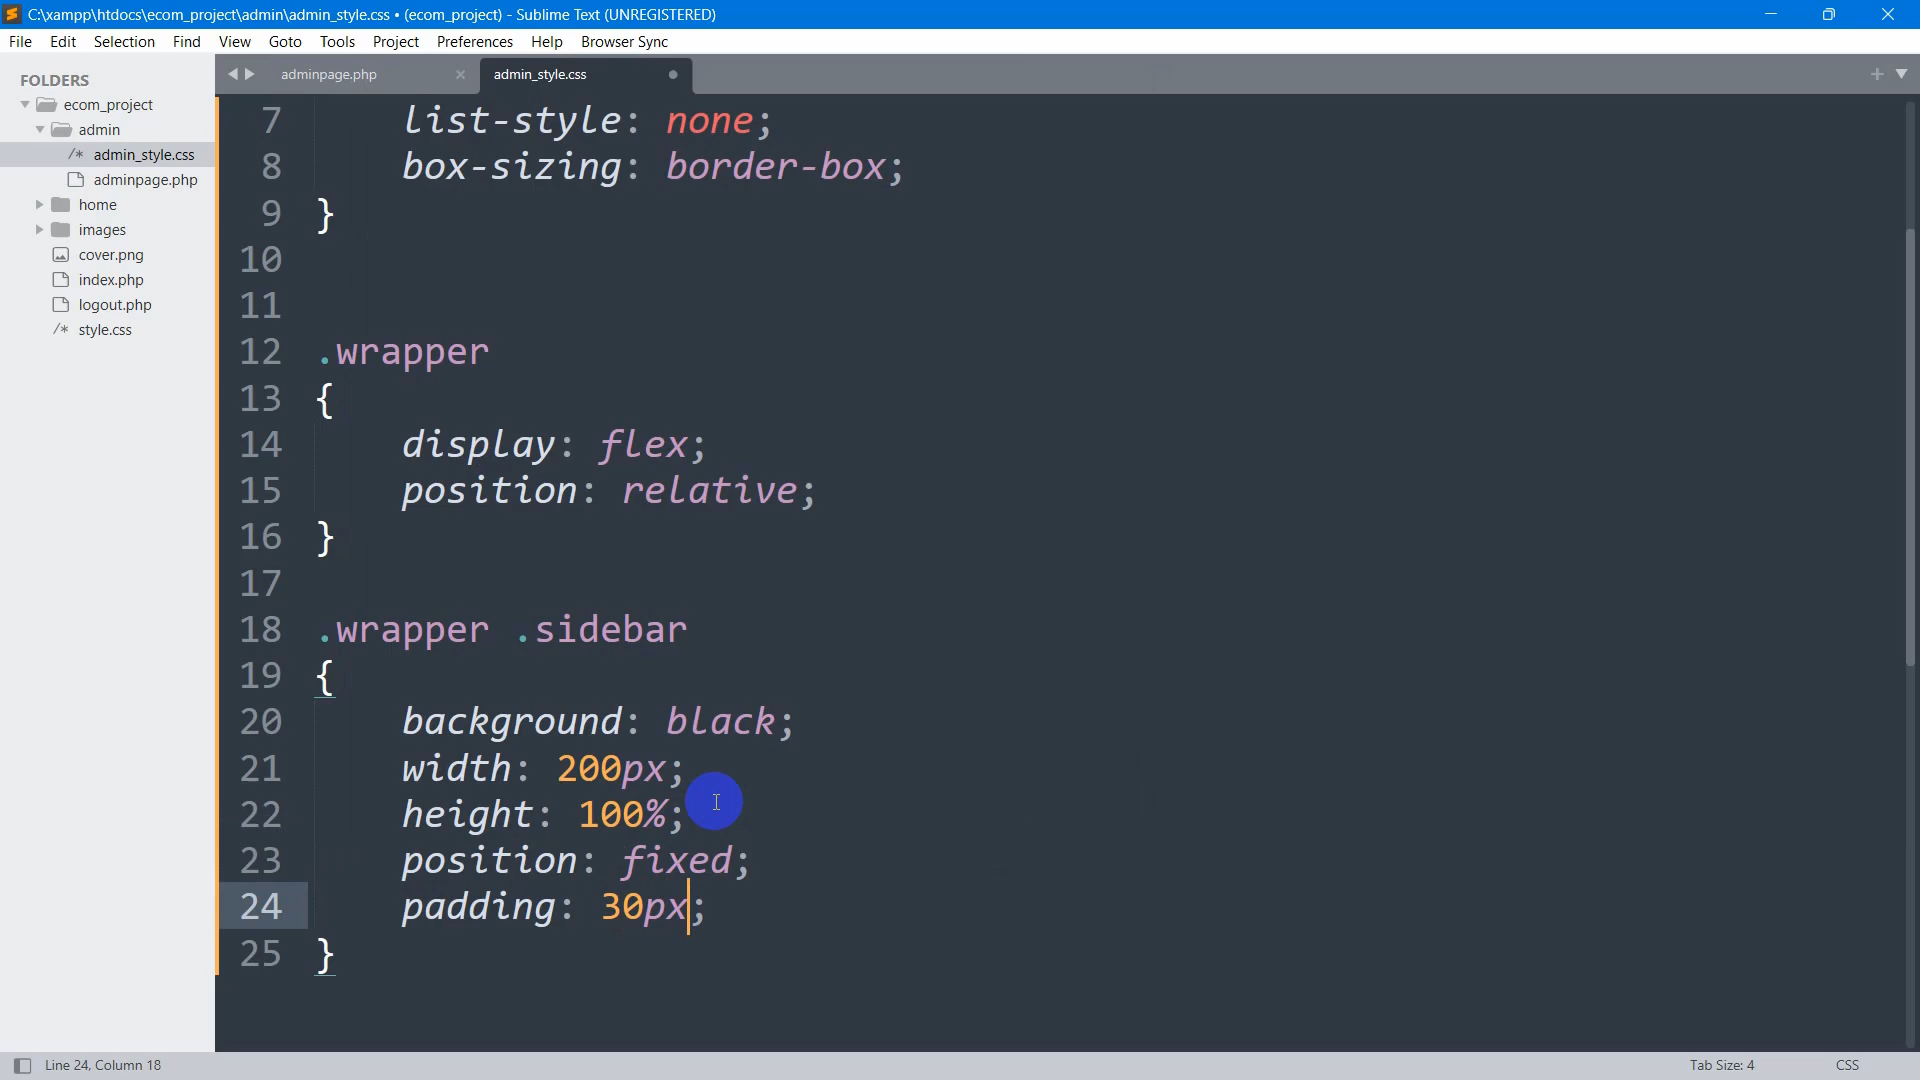 C:\xampp\htdocs\ecom_project\admin\admin_style.css • (ecom_project) - Sublime Text (UNREGISTERED)
File Edit Selection Find View Goto Tools Project Preferences Help Browser Sync
FOLDERS
ecom_project
admin
/* admin_style.css
adminpage.php
home
images
cover.png
index.php
logout.php
/* style.css
adminpage.php × admin_style.css
7 list-style: none;
8 box-sizing: border-box;
9 }
10
11
12 .wrapper
13 {
14 display: flex;
15 position: relative;
16 }
17
18 .wrapper .sidebar
19 {
20 background: black;
21 width: 200px;
22 height: 100%;
23 position: fixed;
24 padding: 30px;
25 }
Line 24, Column 18 Tab Size: 4 CSS